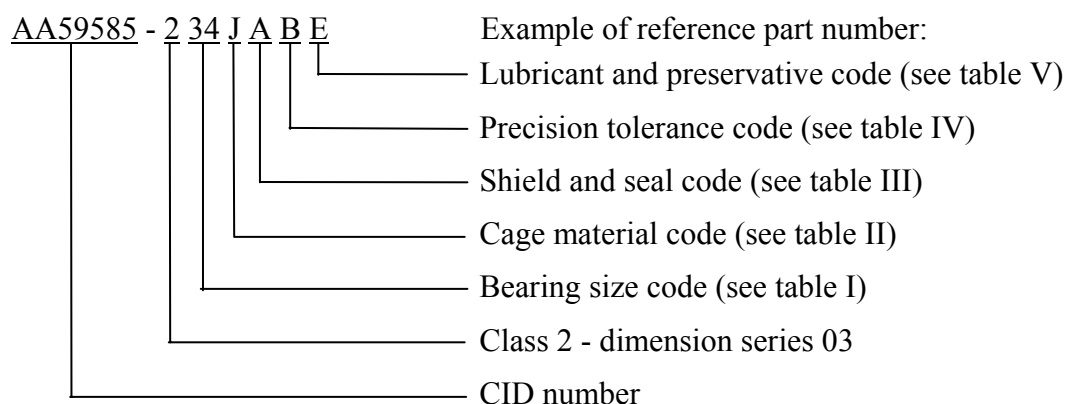 AA59585 - 2 34 J A B E Example of reference part number:
Lubricant and preservative code (see table V)
Precision tolerance code (see table IV)
Shield and seal code (see table III)
Cage material code (see table II)
Bearing size code (see table I)
Class 2 - dimension series 03
CID number